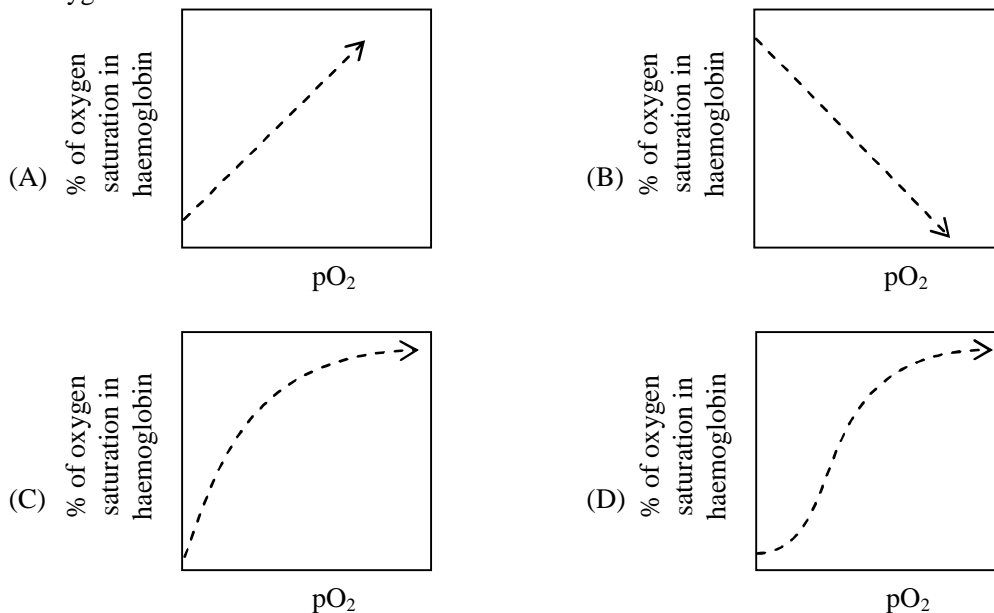 (A)
% of oxygen
saturation in
haemoglobin
pO₂
(B)
% of oxygen
saturation in
haemoglobin
pO₂
(C)
% of oxygen
saturation in
haemoglobin
pO₂
(D)
% of oxygen
saturation in
haemoglobin
pO₂